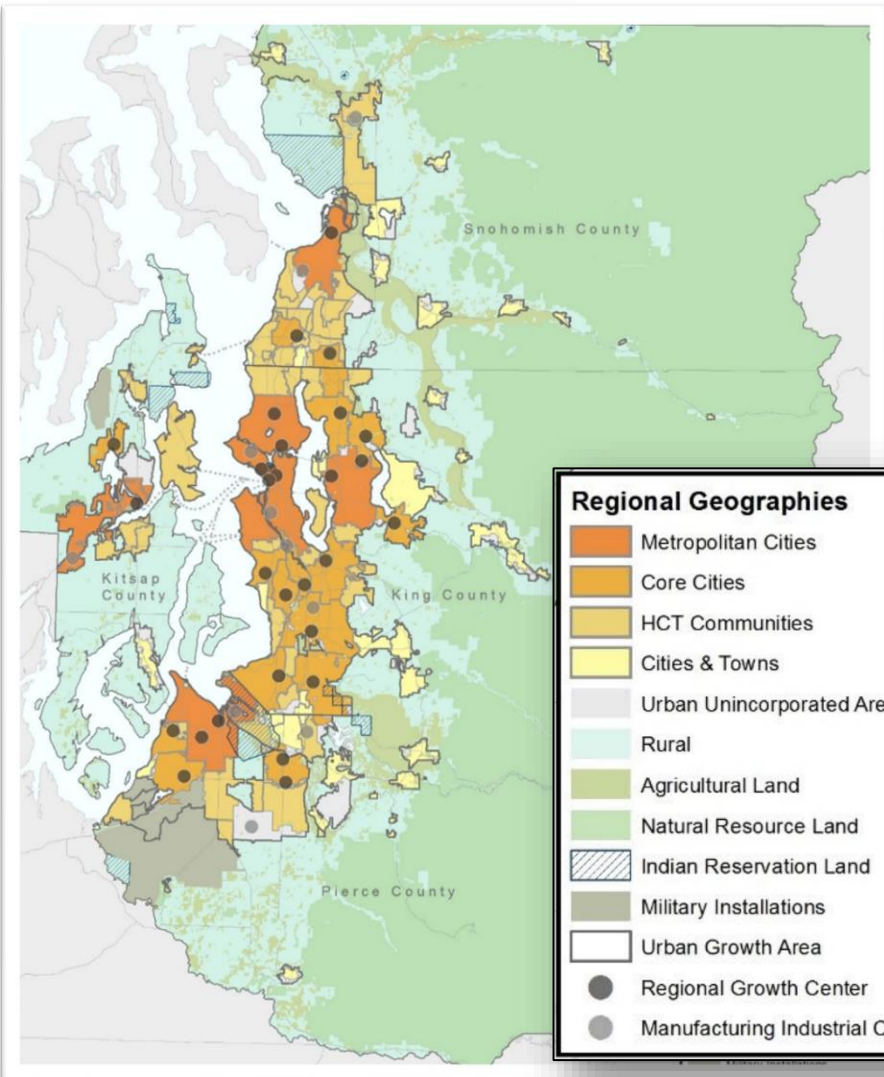 Snohomish County
Kitsap
County
King County
Pierce County
Regional Geographies
Metropolitan Cities
Core Cities
HCT Communities
Cities & Towns
Urban Unincorporated Are
Rural
Agricultural Land
Natural Resource Land
Indian Reservation Land
Military Installations
Urban Growth Area
Regional Growth Center
Manufacturing Industrial C
Military Installations